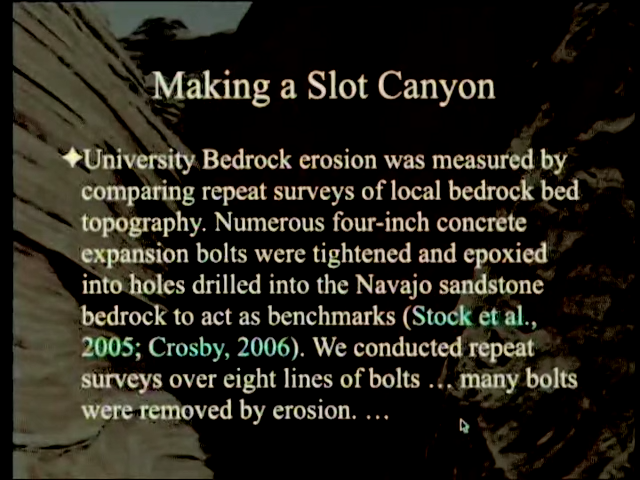 Making a Slot Canyon
University Bedrock erosion was measured by
comparing repeat surveys of local bedrock bed
topography. Numerous four-inch concrete
expansion bolts were tightened and epoxied
into holes drilled into the Navajo sandstone
bedrock to act as benchmarks (Stock et al.,
2005; Crosby, 2006). We conducted repeat
surveys over eight lines of bolts … many bolts
were removed by erosion. …